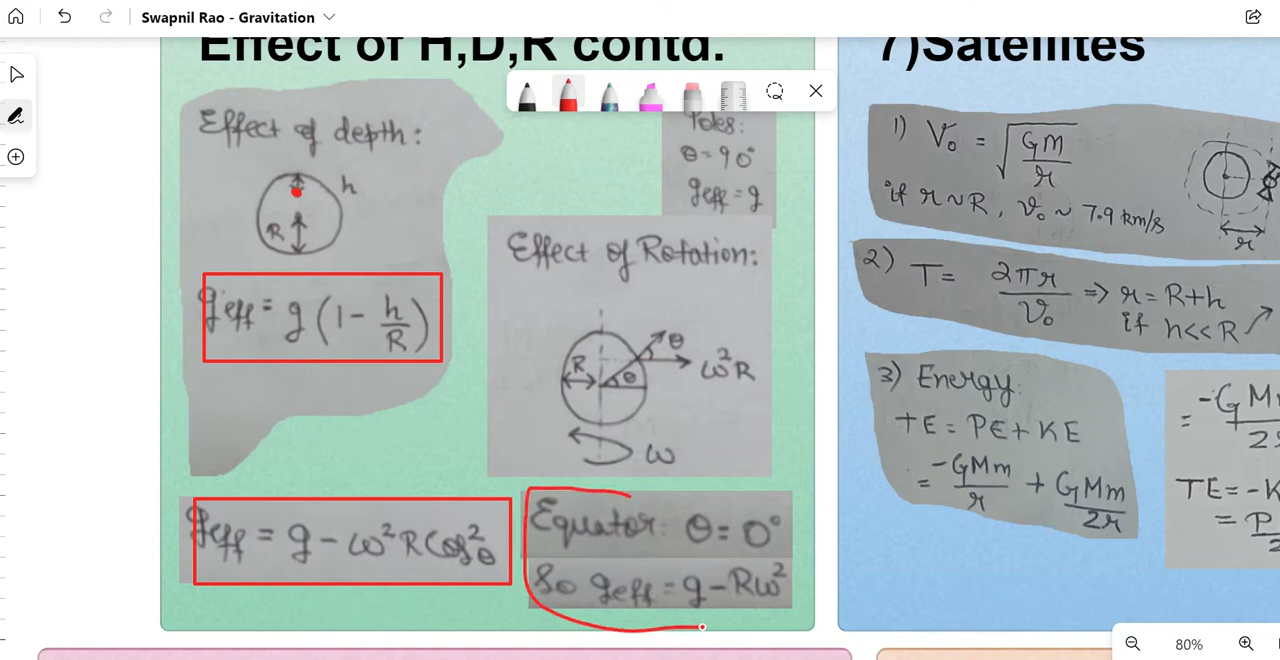 Swapnil Rao - Gravitation
Effect of H,D,R contd.
Effect of depth:
h
R
geff = g (1 - h/R)
Poles:
θ = 90°
geff = g
Effect of Rotation:
R
θ
θ
ω²R
ω
geff = g - ω²R Cos²θ
Equator: θ = 0°
So geff = g - Rω²
7)Satellites
1) V₀ = √(GM/r)
if r ~ R, v₀ ~ 7.9 km/s
r
2) T = 2πr/V₀ => r = R+h
if h<<R
3) Energy:
TE = PE + KE
= -GMm/r + GMm/2r
TE = -K
80%